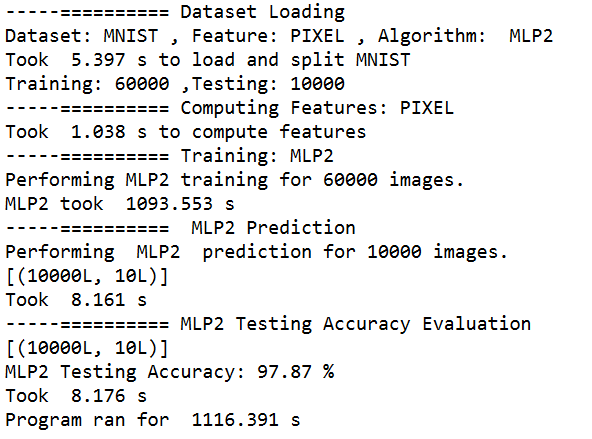 -----========== Dataset Loading
Dataset: MNIST , Feature: PIXEL , Algorithm:  MLP2
Took  5.397 s to load and split MNIST
Training: 60000 ,Testing: 10000
-----========== Computing Features: PIXEL
Took  1.038 s to compute features
-----========== Training: MLP2
Performing MLP2 training for 60000 images.
MLP2 took  1093.553 s
-----==========  MLP2 Prediction
Performing  MLP2  prediction for 10000 images.
[(10000L, 10L)]
Took  8.161 s
-----========== MLP2 Testing Accuracy Evaluation
[(10000L, 10L)]
MLP2 Testing Accuracy: 97.87 %
Took  8.176 s
Program ran for  1116.391 s